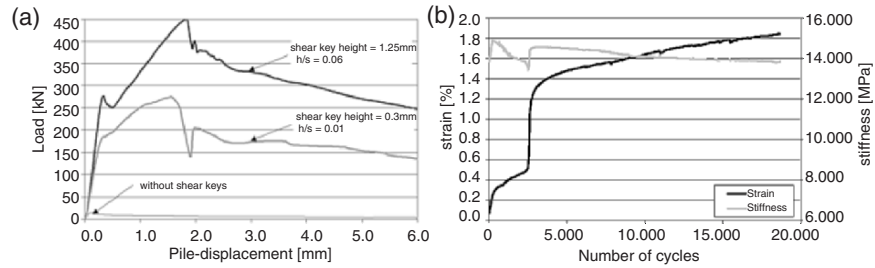 (a)
Load [kN]
450
400
350
300
250
200
150
100
50
0
shear key height = 1.25mm
h/s = 0.06
shear key height = 0.3mm
h/s = 0.01
without shear keys
0.0 1.0 2.0 3.0 4.0 5.0 6.0
Pile-displacement [mm]
(b)
strain [%]
2.0
1.8
1.6
1.4
1.2
1.0
0.8
0.6
0.4
0.2
0.0
16.000
14.000
12.000
10.000
8.000
6.000
stiffness [MPa]
Strain
Stiffness
0 5.000 10.000 15.000 20.000
Number of cycles